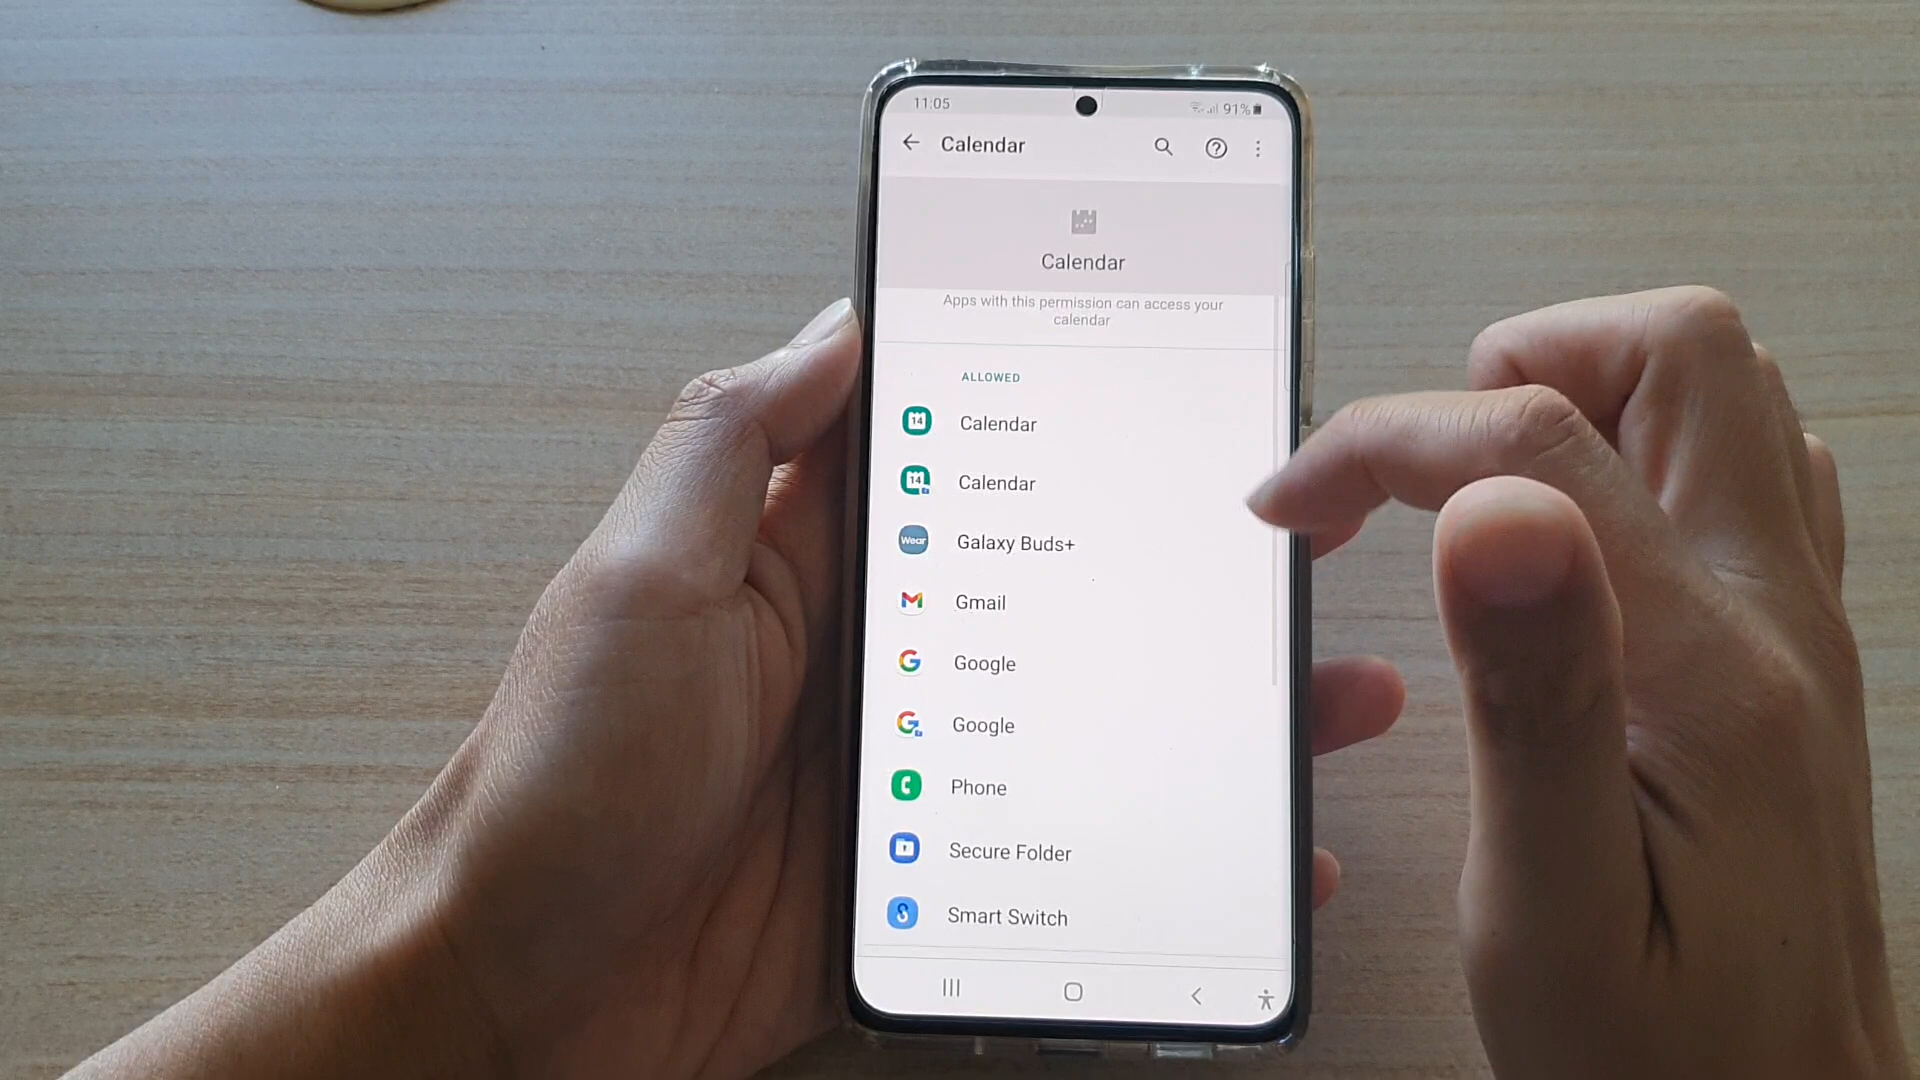 11:05
91%
Calendar
Calendar
Apps with this permission can access your
calendar
ALLOWED
14
Calendar
14
Calendar
Wear
Galaxy Buds+
Gmail
Google
Google
Phone
Secure Folder
Smart Switch